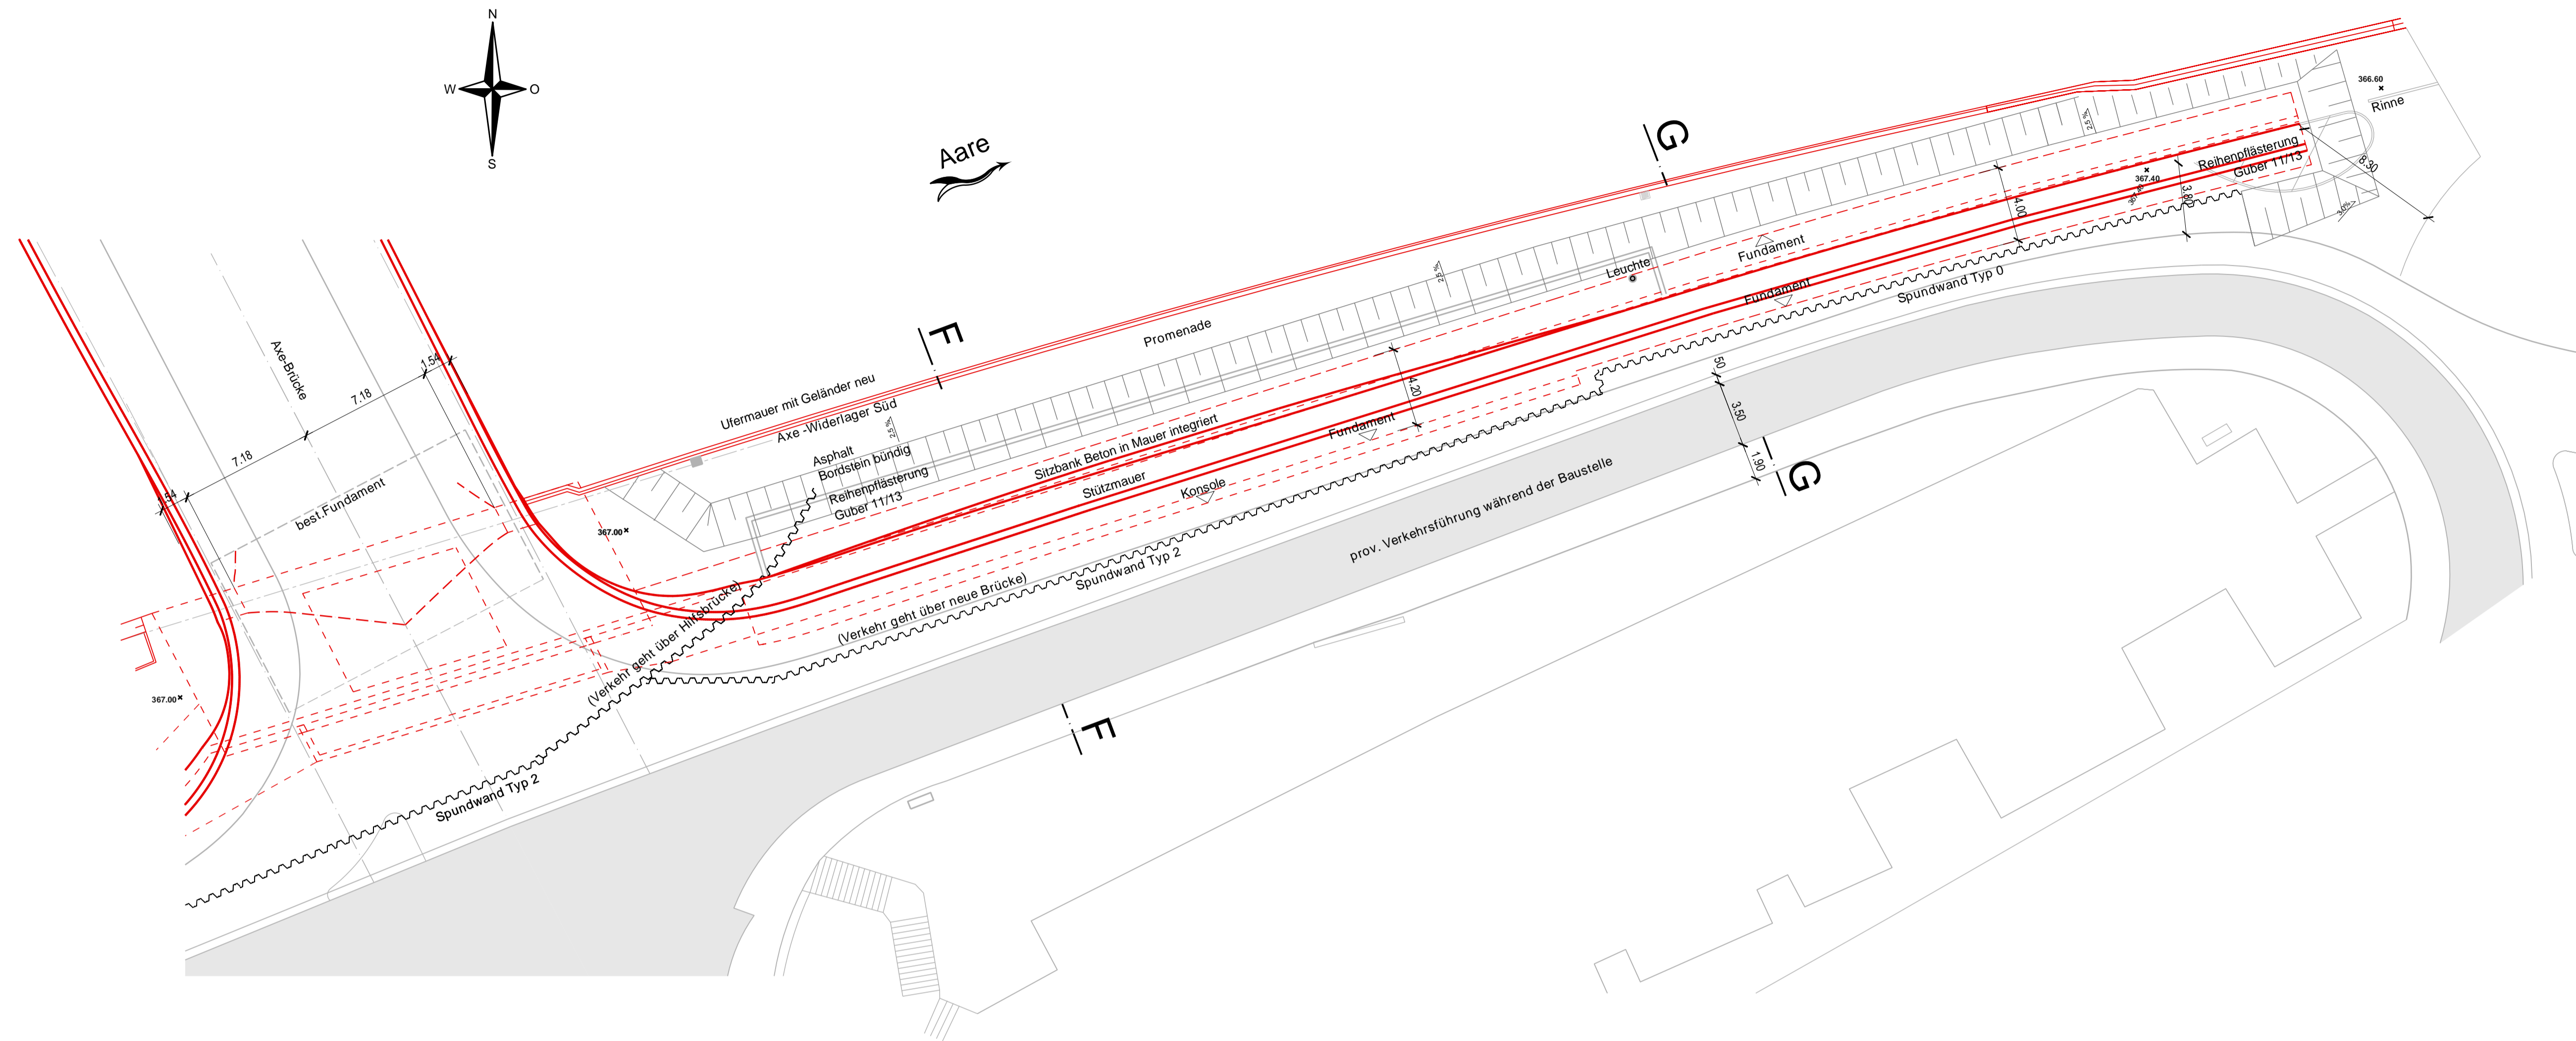 N
W
O
S
Aare
G
366.60
Rinne
2.5 %
Reihenpflästerung
Guber 11/13
8.30
367.40
3.80
4.00
3.0%
Fundament
Leuchte
2.5 %
Fundament
Spundwand Typ 0
F
Promenade
Axe-Brücke
1.54
7.18
7.18
1.54
best.Fundament
Ufermauer mit Geländer neu
Axe -Widerlager Süd
2.5 %
Asphalt
Bordstein bündig
Reihenpflästerung
Guber 11/13
Sitzbank Beton in Mauer integriert
Stützmauer
Konsole
4.20
Fundament
50
3.50
1.90
G
367.00
prov. Verkehrsführung während der Baustelle
Spundwand Typ 2
(Verkehr geht über neue Brücke)
(Verkehr geht über Hilfsbrücke)
367.00
F
Spundwand Typ 2